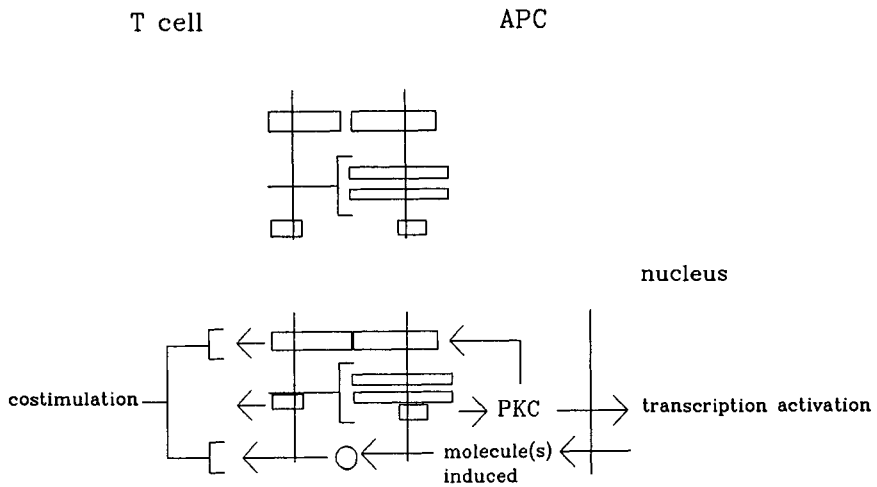 T cell
APC
nucleus
costimulation
PKC
transcription activation
molecule(s)
induced